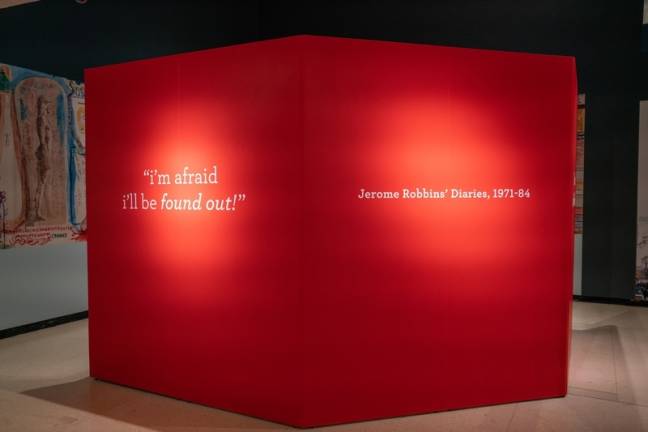 “i’m afraid
i’ll be found out!”
Jerome Robbins’ Diaries, 1971-84